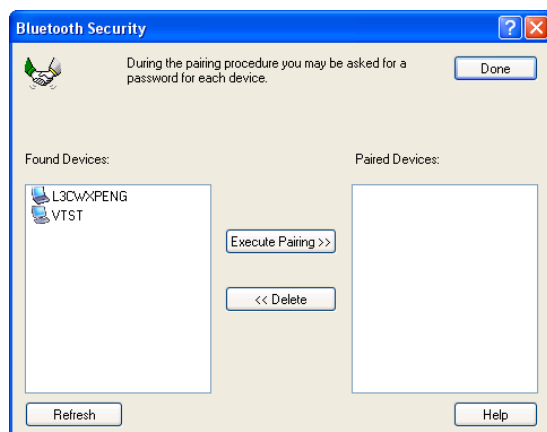 Bluetooth Security
During the pairing procedure you may be asked for a
password for each device.
Done
Found Devices:
Paired Devices:
L3CWXPENG
VTST
Execute Pairing >>
<< Delete
Refresh
Help